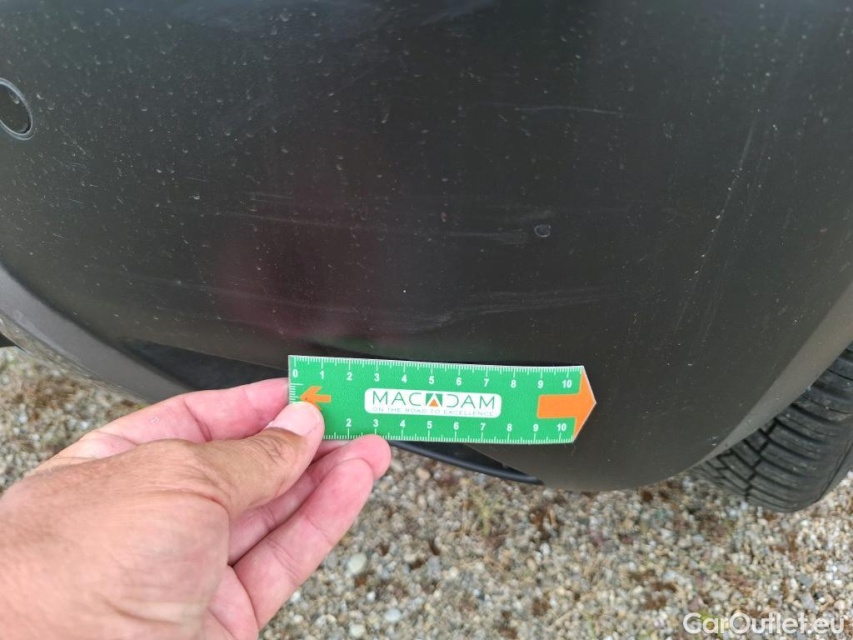 0 1 2 3 4 5 6 7 8 9 10
MACADAM
ON THE ROAD TO EXCELLENCE
2 3 4 5 6 7 8 9 10
CarOutlet.eu